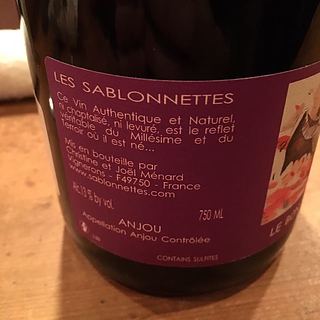 LES SABLONNETTES
Ce Vin Authentique et Naturel,
ni chaptalisé, ni levuré, est le reflet
véritable du Millésime et du
terroir où il est né...
Mis en bouteille par
Christine et Joël Ménard
Vignerons - F49750 - France
www.sablonnettes.com
Alc.13 % by vol.
750 ML
ANJOU
Appellation Anjou Contrôlée
CONTAINS SULFITES
LE